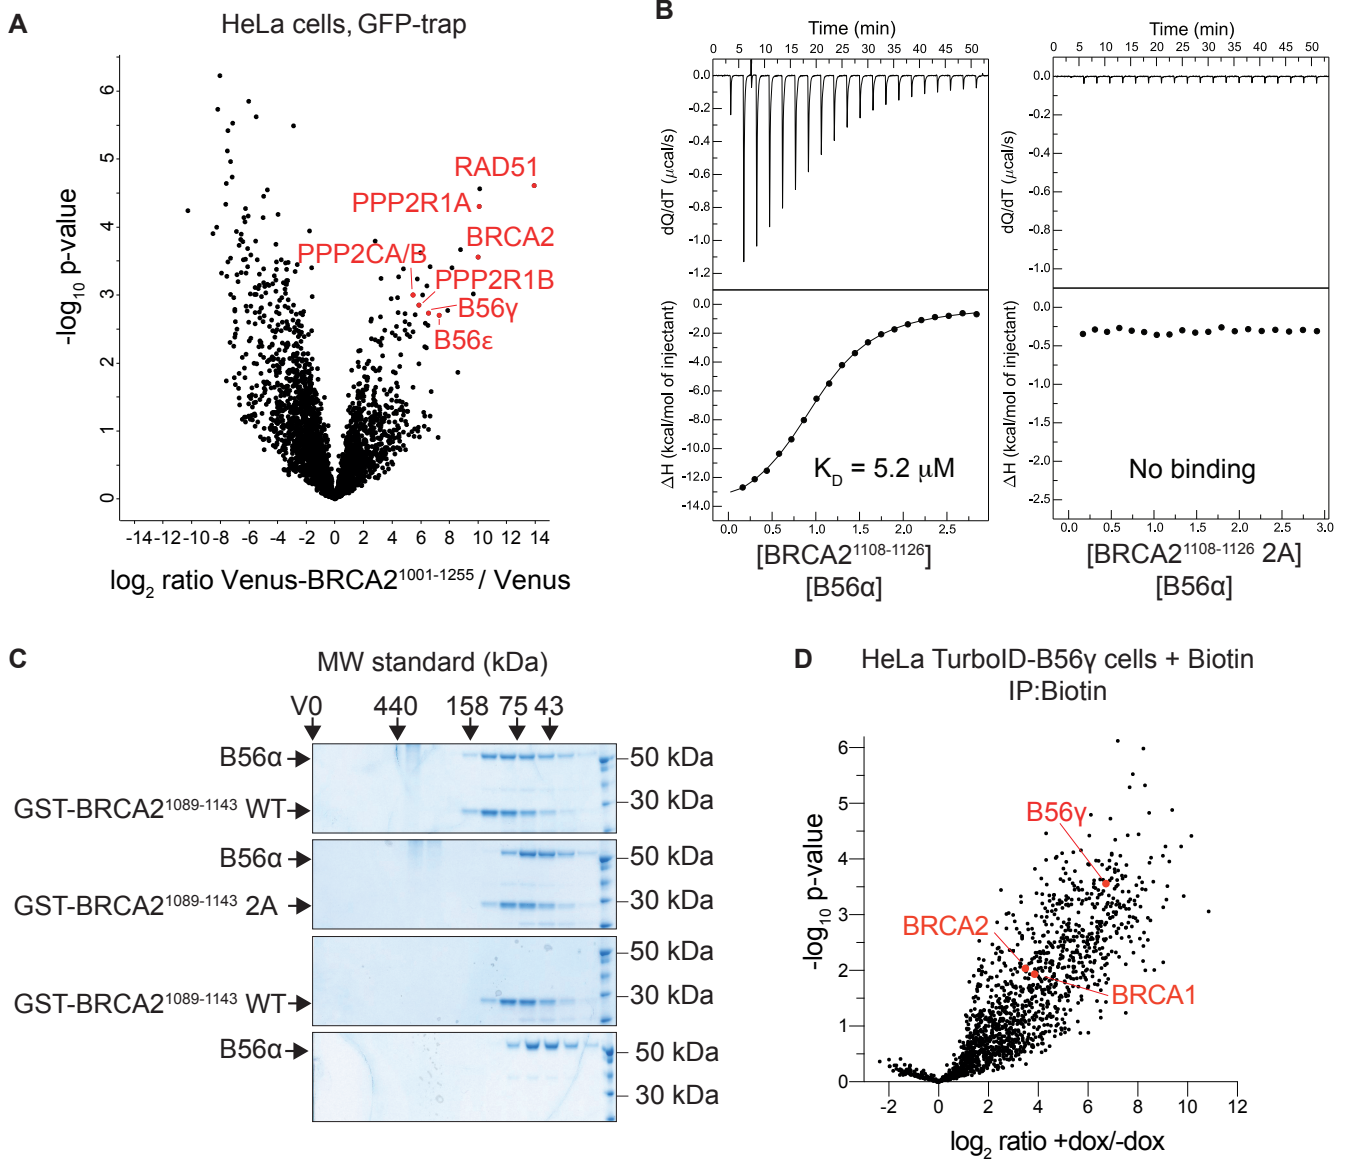 A
HeLa cells, GFP-trap
-log10 p-value
6
5
4
3
2
1
0
RAD51
PPP2R1A
BRCA2
PPP2CA/B
PPP2R1B
B56γ
B56ε
-14 -12 -10 -8 -6 -4 -2 0 2 4 6 8 10 12 14
log2 ratio Venus-BRCA2 1001-1255 / Venus
B
Time (min)
0 5 10 15 20 25 30 35 40 45 50
dQ/dT (μcal/s)
0.0
-0.2
-0.4
-0.6
-0.8
-1.0
-1.2
ΔH (kcal/mol of injectant)
0.0
-2.0
-4.0
-6.0
-8.0
-10.0
-12.0
-14.0
KD = 5.2 μM
0.0 0.5 1.0 1.5 2.0 2.5
[BRCA2 1108-1126]
[B56α]
Time (min)
0 5 10 15 20 25 30 35 40 45 50
dQ/dT (μcal/s)
0.0
-0.2
-0.4
-0.6
-0.8
-1.0
ΔH (kcal/mol of injectant)
0.0
-0.5
-1.0
-1.5
-2.0
-2.5
No binding
0.0 0.5 1.0 1.5 2.0 2.5 3.0
[BRCA2 1108-1126 2A]
[B56α]
C
MW standard (kDa)
V0 440 158 75 43
B56α
50 kDa
30 kDa
GST-BRCA2 1089-1143 WT
B56α
50 kDa
30 kDa
GST-BRCA2 1089-1143 2A
50 kDa
30 kDa
GST-BRCA2 1089-1143 WT
B56α
50 kDa
30 kDa
D
HeLa TurboID-B56γ cells + Biotin
IP:Biotin
-log10 p-value
6
5
4
3
2
1
0
B56γ
BRCA2
BRCA1
-2 0 2 4 6 8 10 12
log2 ratio +dox/-dox